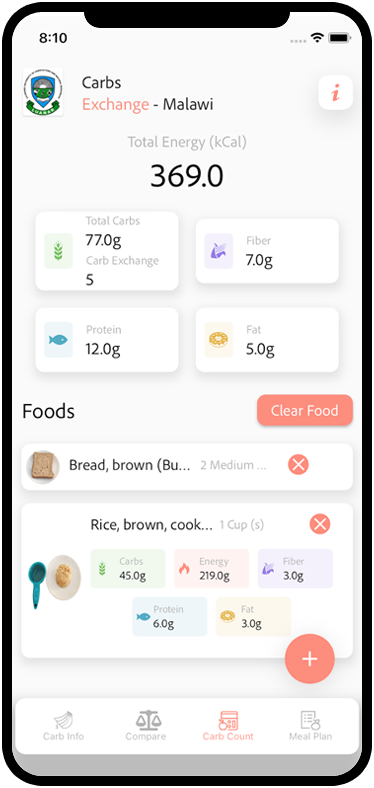 8:10
Carbs
Exchange - Malawi
i
Total Energy (kCal)
369.0
Total Carbs
77.0g
Carb Exchange
5
Fiber
7.0g
Protein
12.0g
Fat
5.0g
Foods
Clear Food
Bread, brown (Bu... 2 Medium ...
Rice, brown, cook... 1 Cup (s)
Carbs
45.0g
Energy
219.0g
Fiber
3.0g
Protein
6.0g
Fat
3.0g
+
Carb Info
Compare
Carb Count
Meal Plan